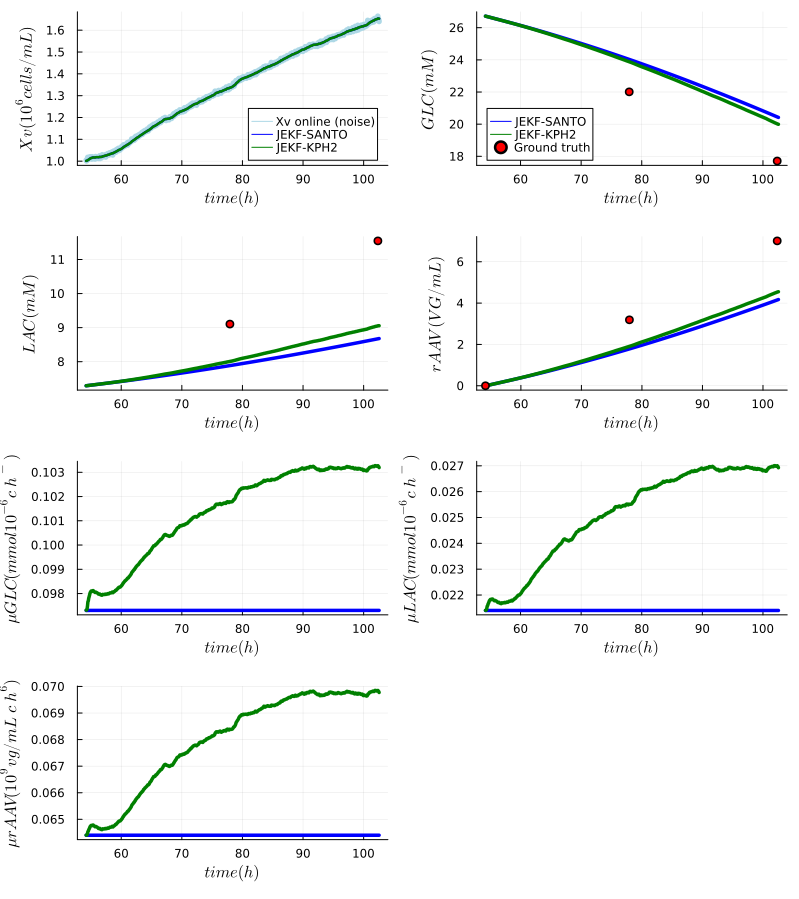 1.6
1.5
1.4
1.3
1.2
1.1
1.0
Xv(10^6 cells/mL)
Xv online (noise)
JEKF-SANTO
JEKF-KPH2
60 70 80 90 100
time(h)
26
24
22
20
18
GLC(mM)
JEKF-SANTO
JEKF-KPH2
Ground truth
60 70 80 90 100
time(h)
11
10
9
8
LAC(mM)
60 70 80 90 100
time(h)
6
4
2
0
rAAV(VG/mL)
60 70 80 90 100
time(h)
0.103
0.102
0.101
0.100
0.099
0.098
μGLC(mmol10^−6 c h^− )
60 70 80 90 100
time(h)
0.027
0.026
0.025
0.024
0.023
0.022
μLAC(mmol10^−6 c h^− )
60 70 80 90 100
time(h)
0.070
0.069
0.068
0.067
0.066
0.065
μrAAV(10^9 vg/mL c h^6)
60 70 80 90 100
time(h)